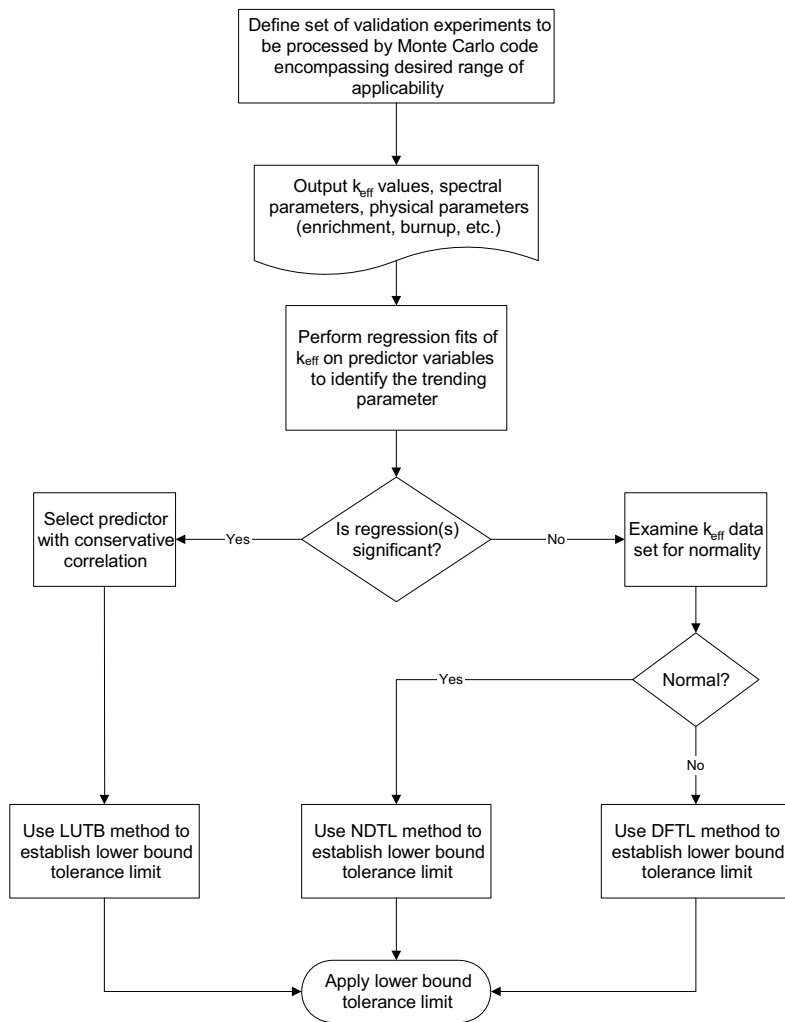 Define set of validation experiments to
be processed by Monte Carlo code
encompassing desired range of
applicability
Output keff values, spectral
parameters, physical parameters
(enrichment, burnup, etc.)
Perform regression fits of
keff on predictor variables
to identify the trending
parameter
Select predictor
with conservative
correlation
Yes
Is regression(s)
significant?
No
Examine keff data
set for normality
Yes
Normal?
No
Use LUTB method to
establish lower bound
tolerance limit
Use NDTL method to
establish lower bound
tolerance limit
Use DFTL method to
establish lower bound
tolerance limit
Apply lower bound
tolerance limit